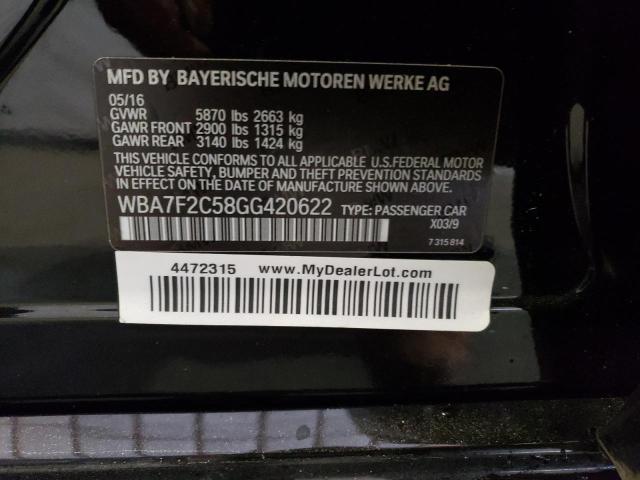 MFD BY BAYERISCHE MOTOREN WERKE AG
05/16
GVWR 5870 lbs 2663 kg
GAWR FRONT 2900 lbs 1315 kg
GAWR REAR 3140 lbs 1424 kg
THIS VEHICLE CONFORMS TO ALL APPLICABLE U.S.FEDERAL MOTOR
VEHICLE SAFETY, BUMPER AND THEFT PREVENTION STANDARDS
IN EFFECT ON THE DATE OF MANUFACTURE SHOWN ABOVE.
WBA7F2C58GG420622 TYPE: PASSENGER CAR
X03/9
7 315 814
4472315 www.MyDealerLot.com